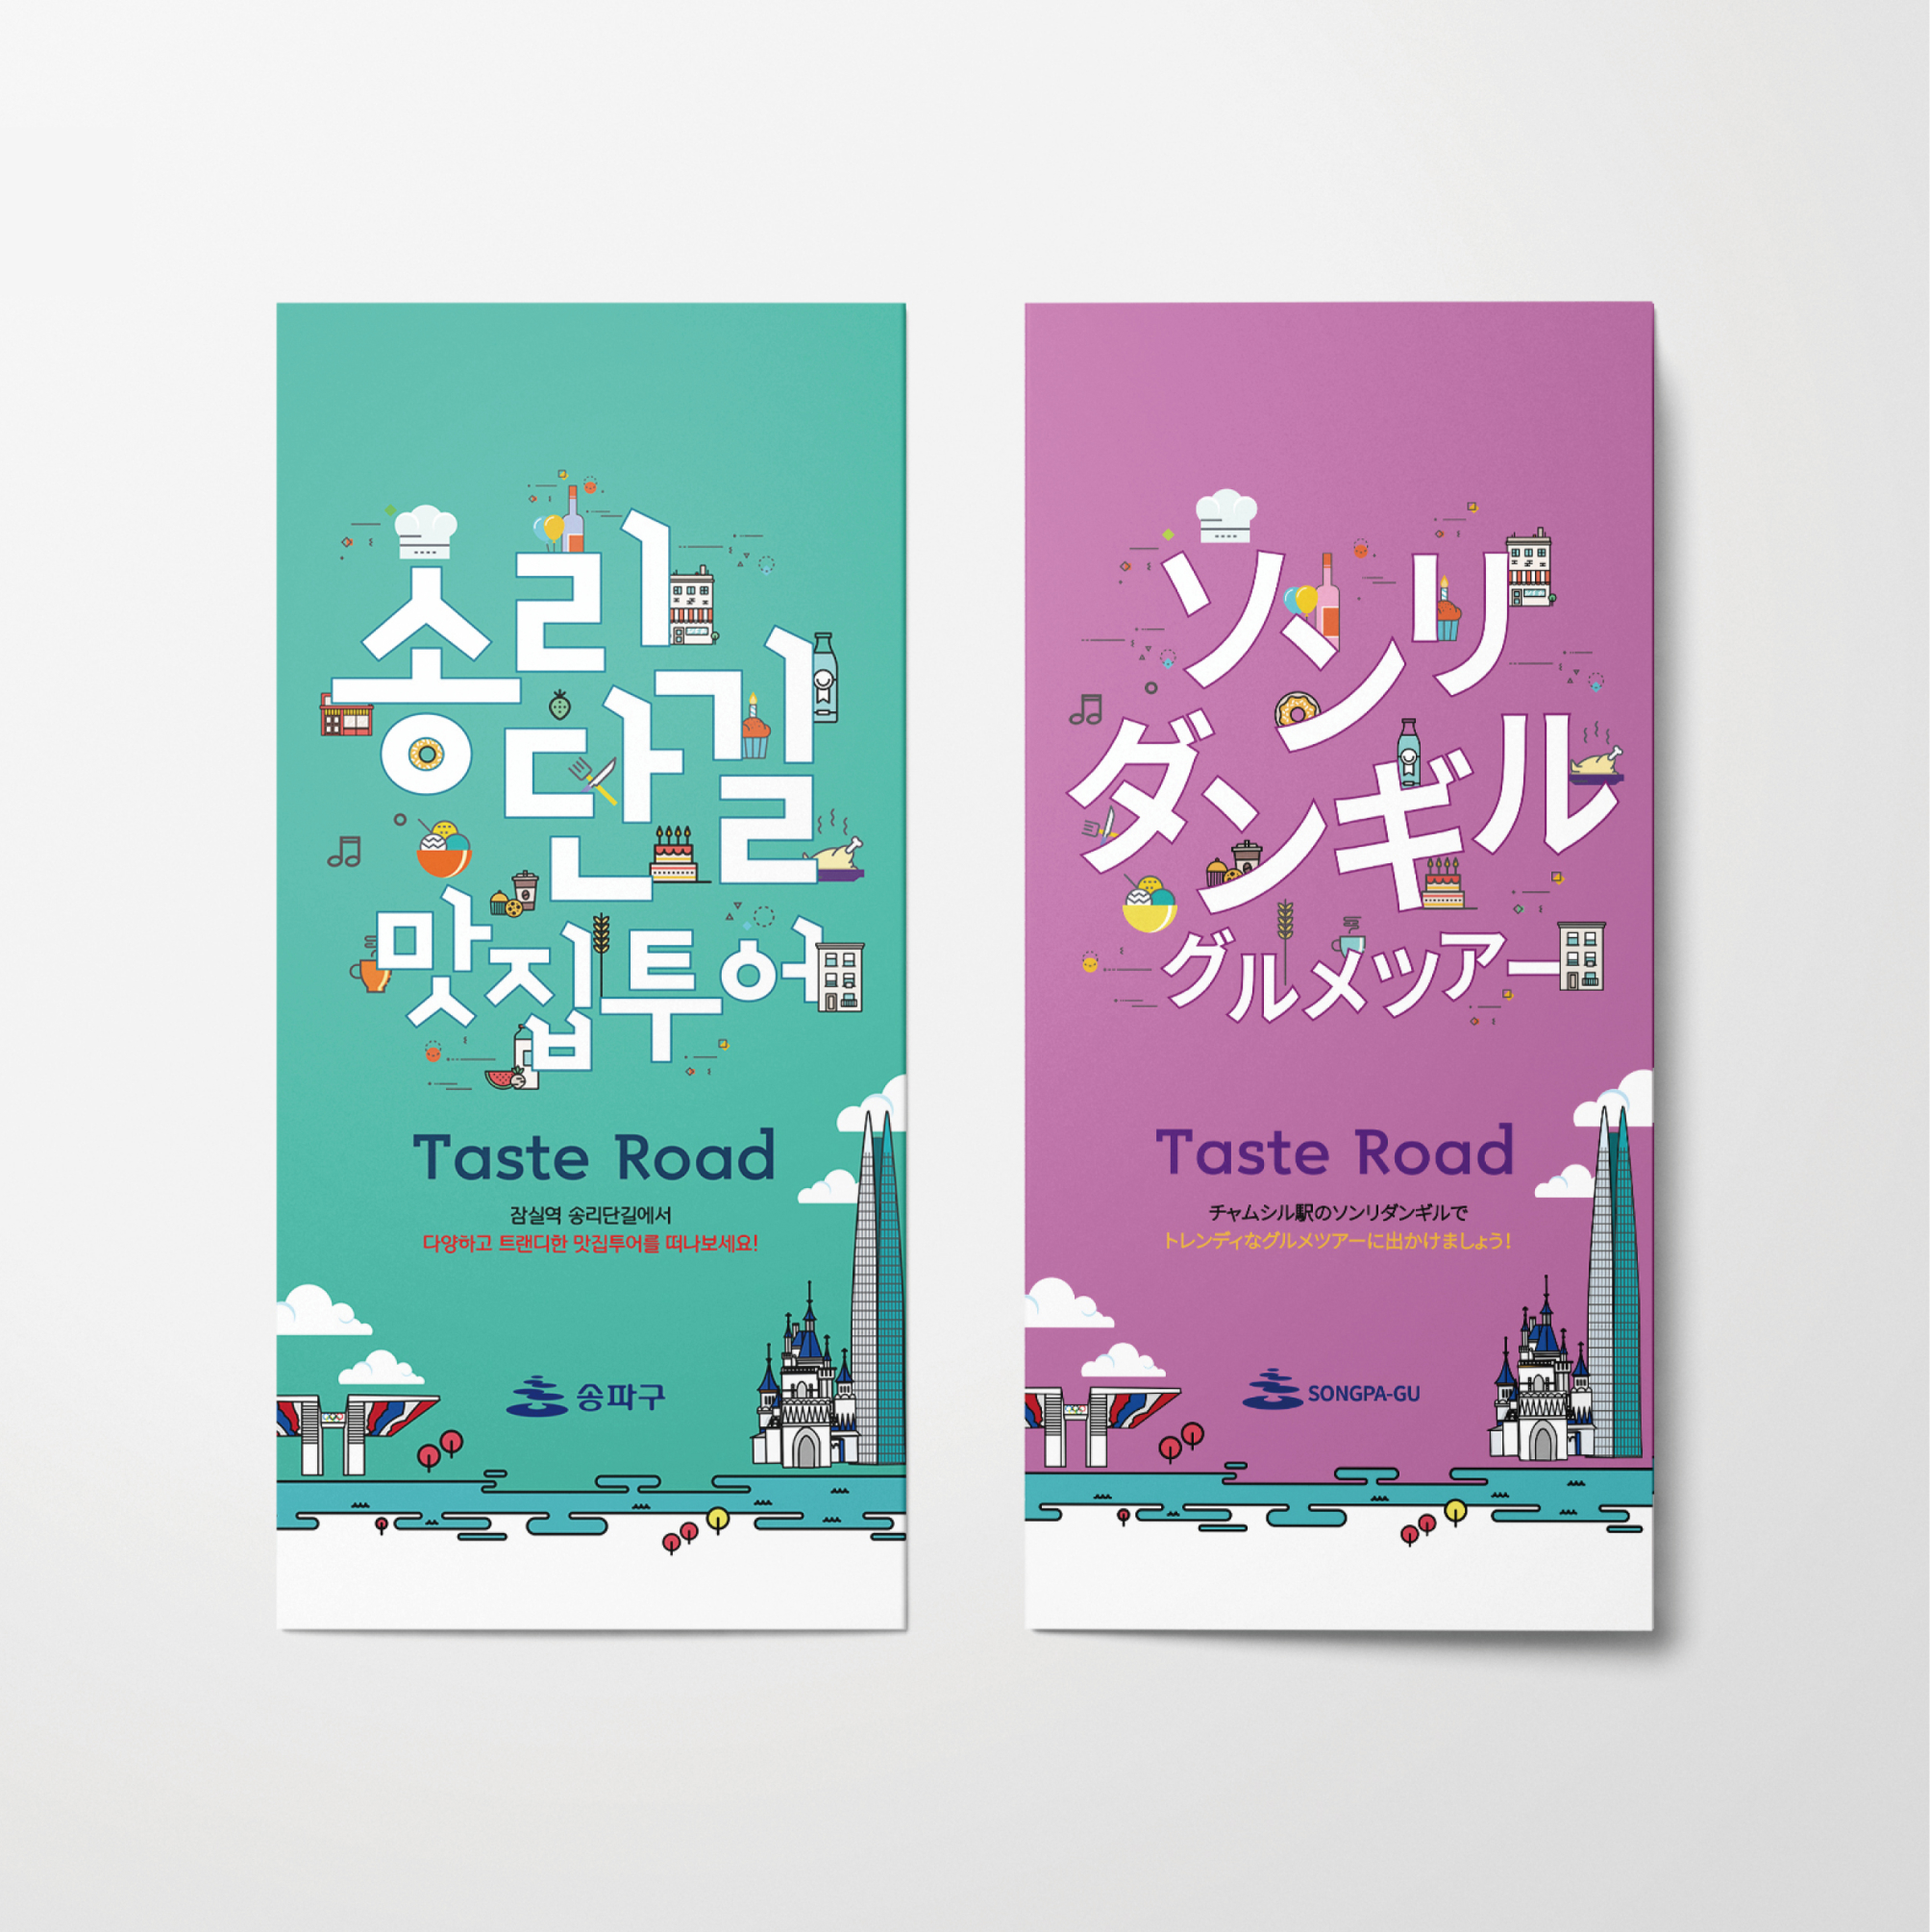 송리
단길
맛집투어
Taste Road
잠실역 송리단길에서
다양하고 트랜디한 맛집투어를 떠나보세요!
송파구
ソンリ
ダンギル
グルメツアー
Taste Road
チャムシル駅のソンリダンギルで
トレンディなグルメツアーに出かけましょう!
SONGPA-GU